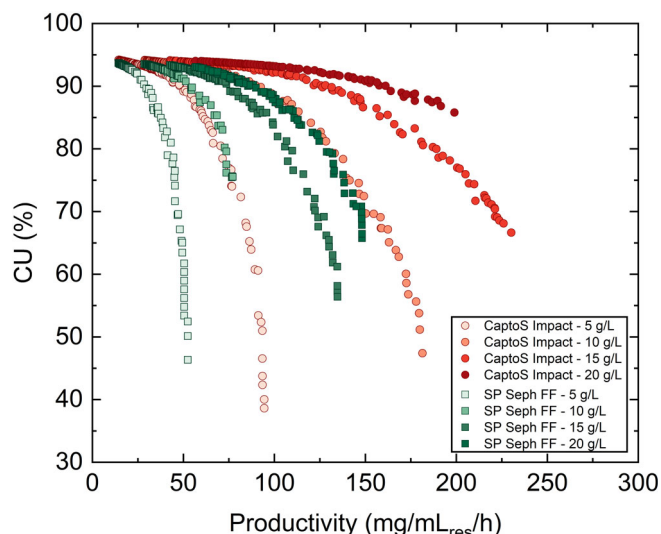 100
90
80
70
60
50
40
30
CU (%)
0
50
100
150
200
250
300
Productivity (mg/mLres/h)
CaptoS Impact - 5 g/L
CaptoS Impact - 10 g/L
CaptoS Impact - 15 g/L
CaptoS Impact - 20 g/L
SP Seph FF - 5 g/L
SP Seph FF - 10 g/L
SP Seph FF - 15 g/L
SP Seph FF - 20 g/L